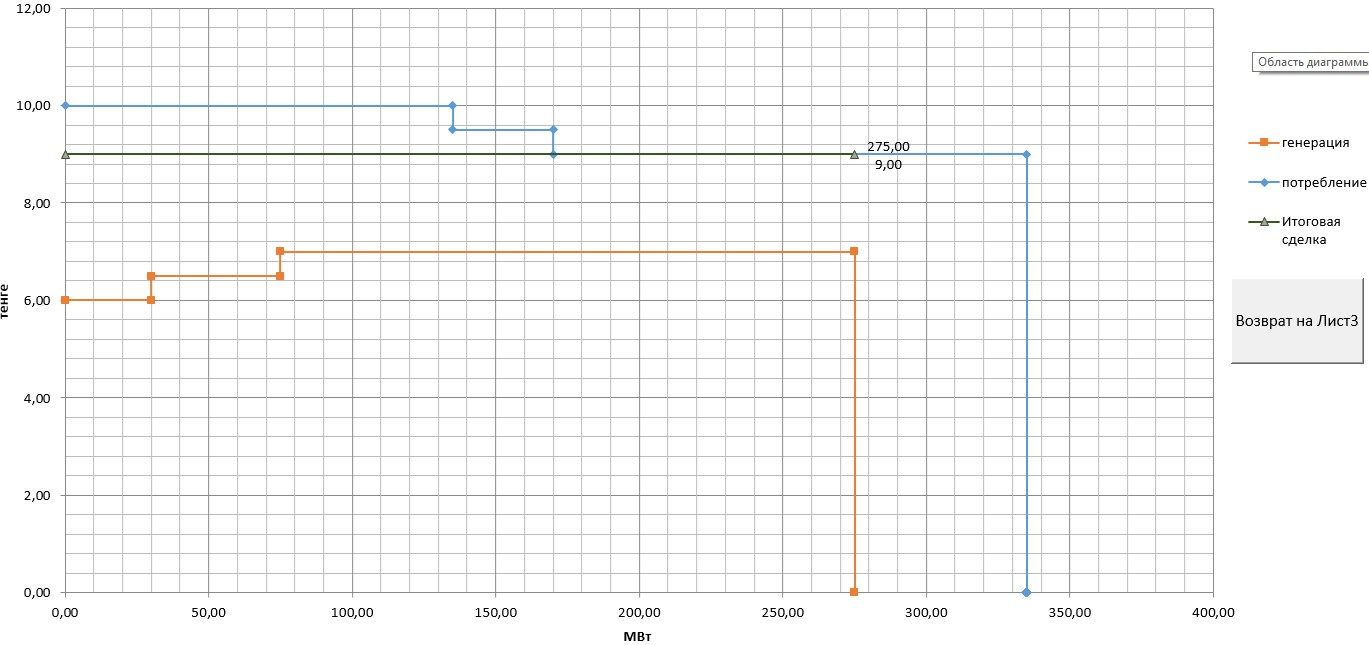 12,00
10,00
8,00
6,00
4,00
2,00
0,00
тенге
0,00
50,00
100,00
150,00
200,00
250,00
300,00
350,00
400,00
МВт
275,00
9,00
Область диаграммы
генерация
потребление
Итоговая
сделка
Возврат на Лист3